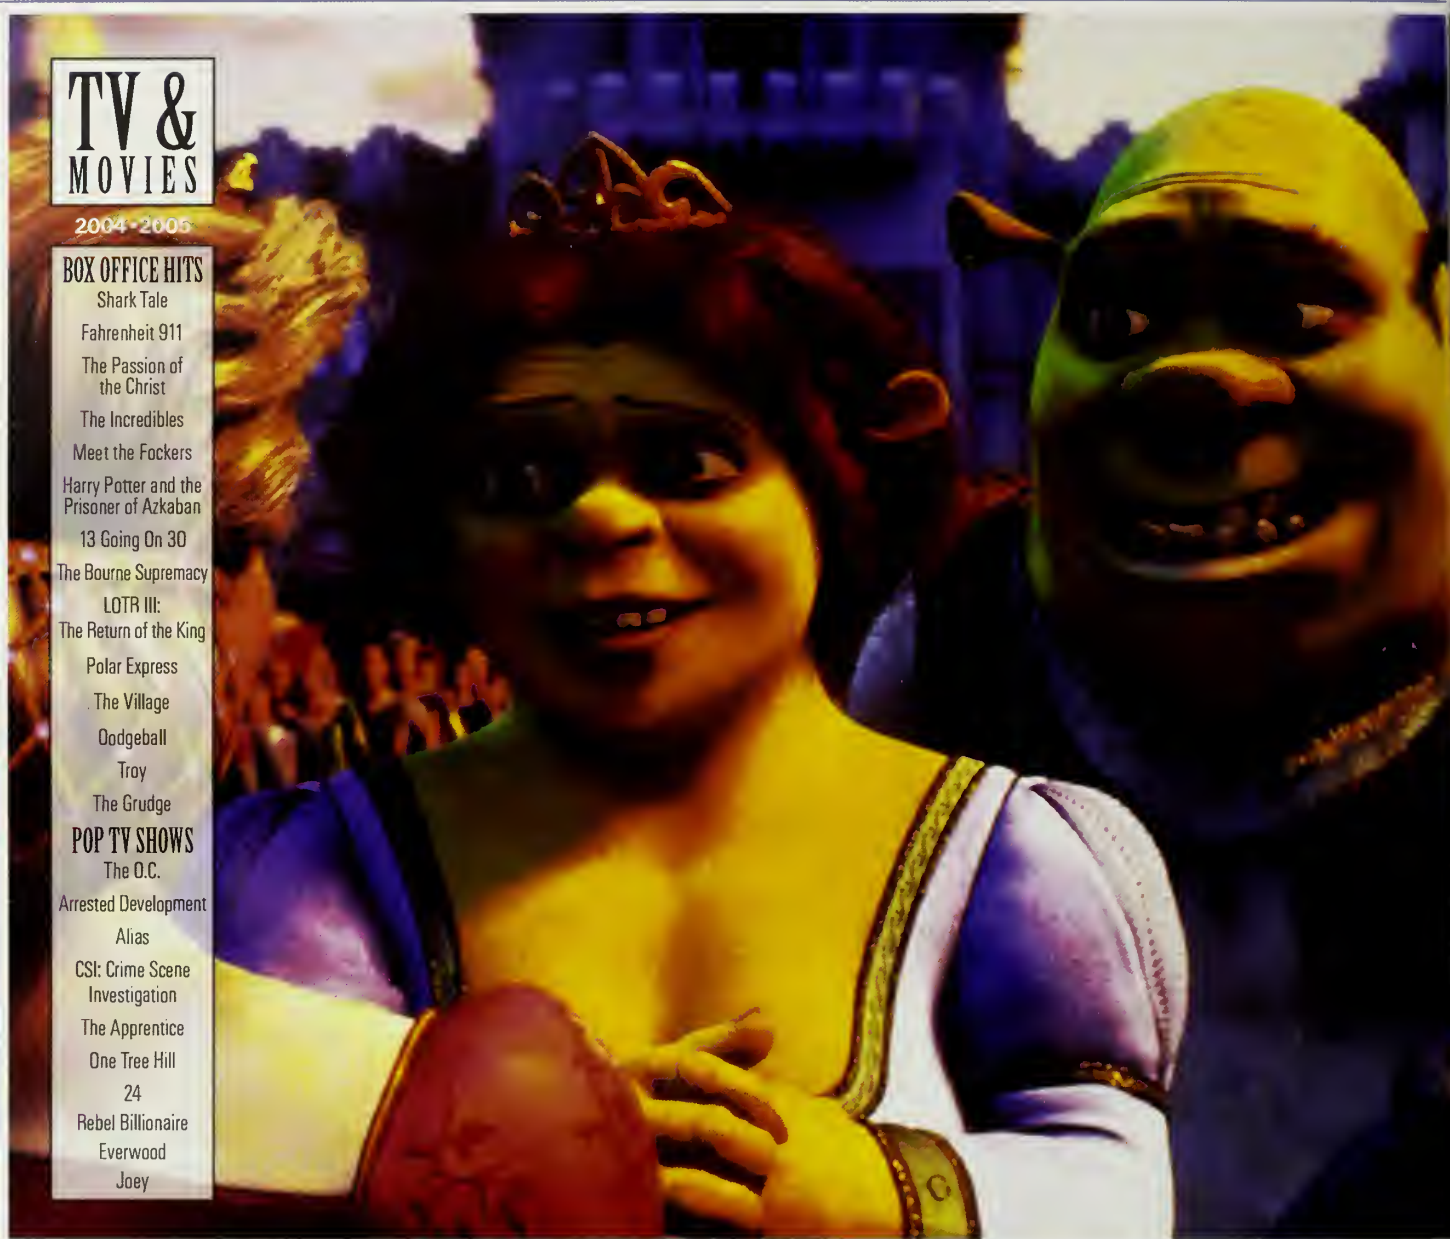 TV &
MOVIES
2004•2005
BOX OFFICE HITS
Shark Tale
Fahrenheit 911
The Passion of
the Christ
The Incredibles
Meet the Fockers
Harry Potter and the
Prisoner of Azkaban
13 Going On 30
The Bourne Supremacy
LOTR III:
The Return of the King
Polar Express
The Village
Dodgeball
Troy
The Grudge
POP TV SHOWS
The O.C.
Arrested Development
Alias
CSI: Crime Scene
Investigation
The Apprentice
One Tree Hill
24
Rebel Billionaire
Everwood
Joey